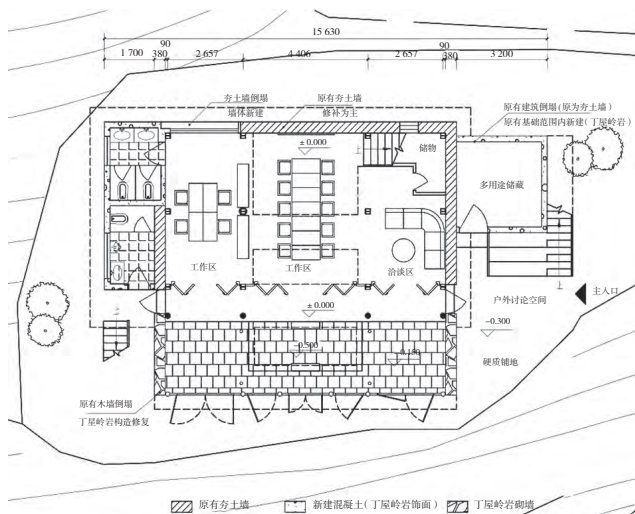 15 630
90
90
1 700
380
2 657
4 406
2 657
380
3 200
夯土墙倒塌
墙体新建
原有夯土墙
修补为主
原有建筑倒塌(原为夯土墙)
原有基础范围内新建(丁屋岭岩)
± 0.000
上
储物
多用途储藏
工作区
工作区
洽谈区
上
主入口
户外讨论空间
± 0.000
上
-0.300
-0.500
-0.150
硬质铺地
原有木墙倒塌
丁屋岭岩构造修复
原有夯土墙
新建混凝土(丁屋岭岩饰面)
丁屋岭岩砌墙